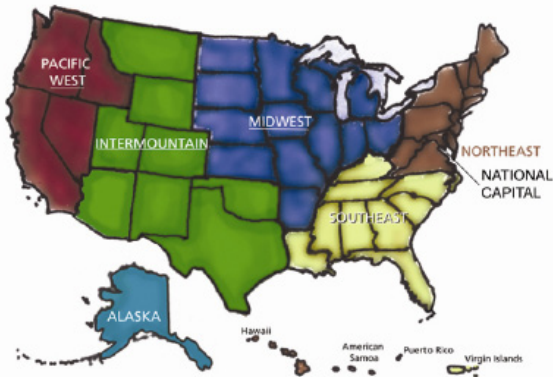 PACIFIC
WEST
MIDWEST
INTERMOUNTAIN
NORTHEAST
NATIONAL
CAPITAL
SOUTHEAST
ALASKA
Hawaii
American
Samoa
Puerto Rico
Virgin Islands